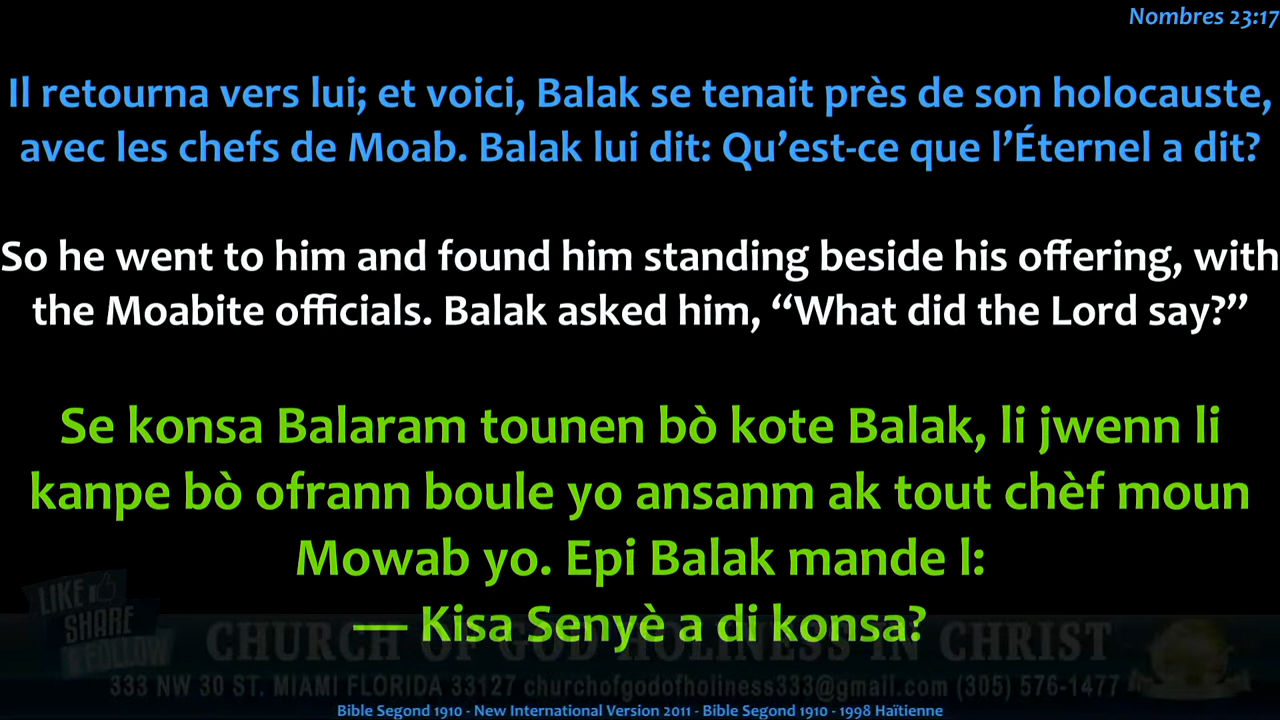 Nombres 23:17
Il retourna vers lui; et voici, Balak se tenait près de son holocauste,
avec les chefs de Moab. Balak lui dit: Qu’est-ce que l’Éternel a dit?
So he went to him and found him standing beside his offering, with
the Moabite officials. Balak asked him, “What did the Lord say?”
Se konsa Balaram tounen bò kote Balak, li jwenn li
kanpe bò ofrann boule yo ansanm ak tout chèf moun
Mowab yo. Epi Balak mande l:
— Kisa Senyè a di konsa?
LIKE
SHARE
FOLLOW
CHURCH OF GOD HOLINESS IN CHRIST
333 NW 30 ST. MIAMI FLORIDA 33127 churchofgodofholiness333@gmail.com (305) 576-1477
Bible Segond 1910 - New International Version 2011 - Bible Segond 1910 - 1998 Haïtienne